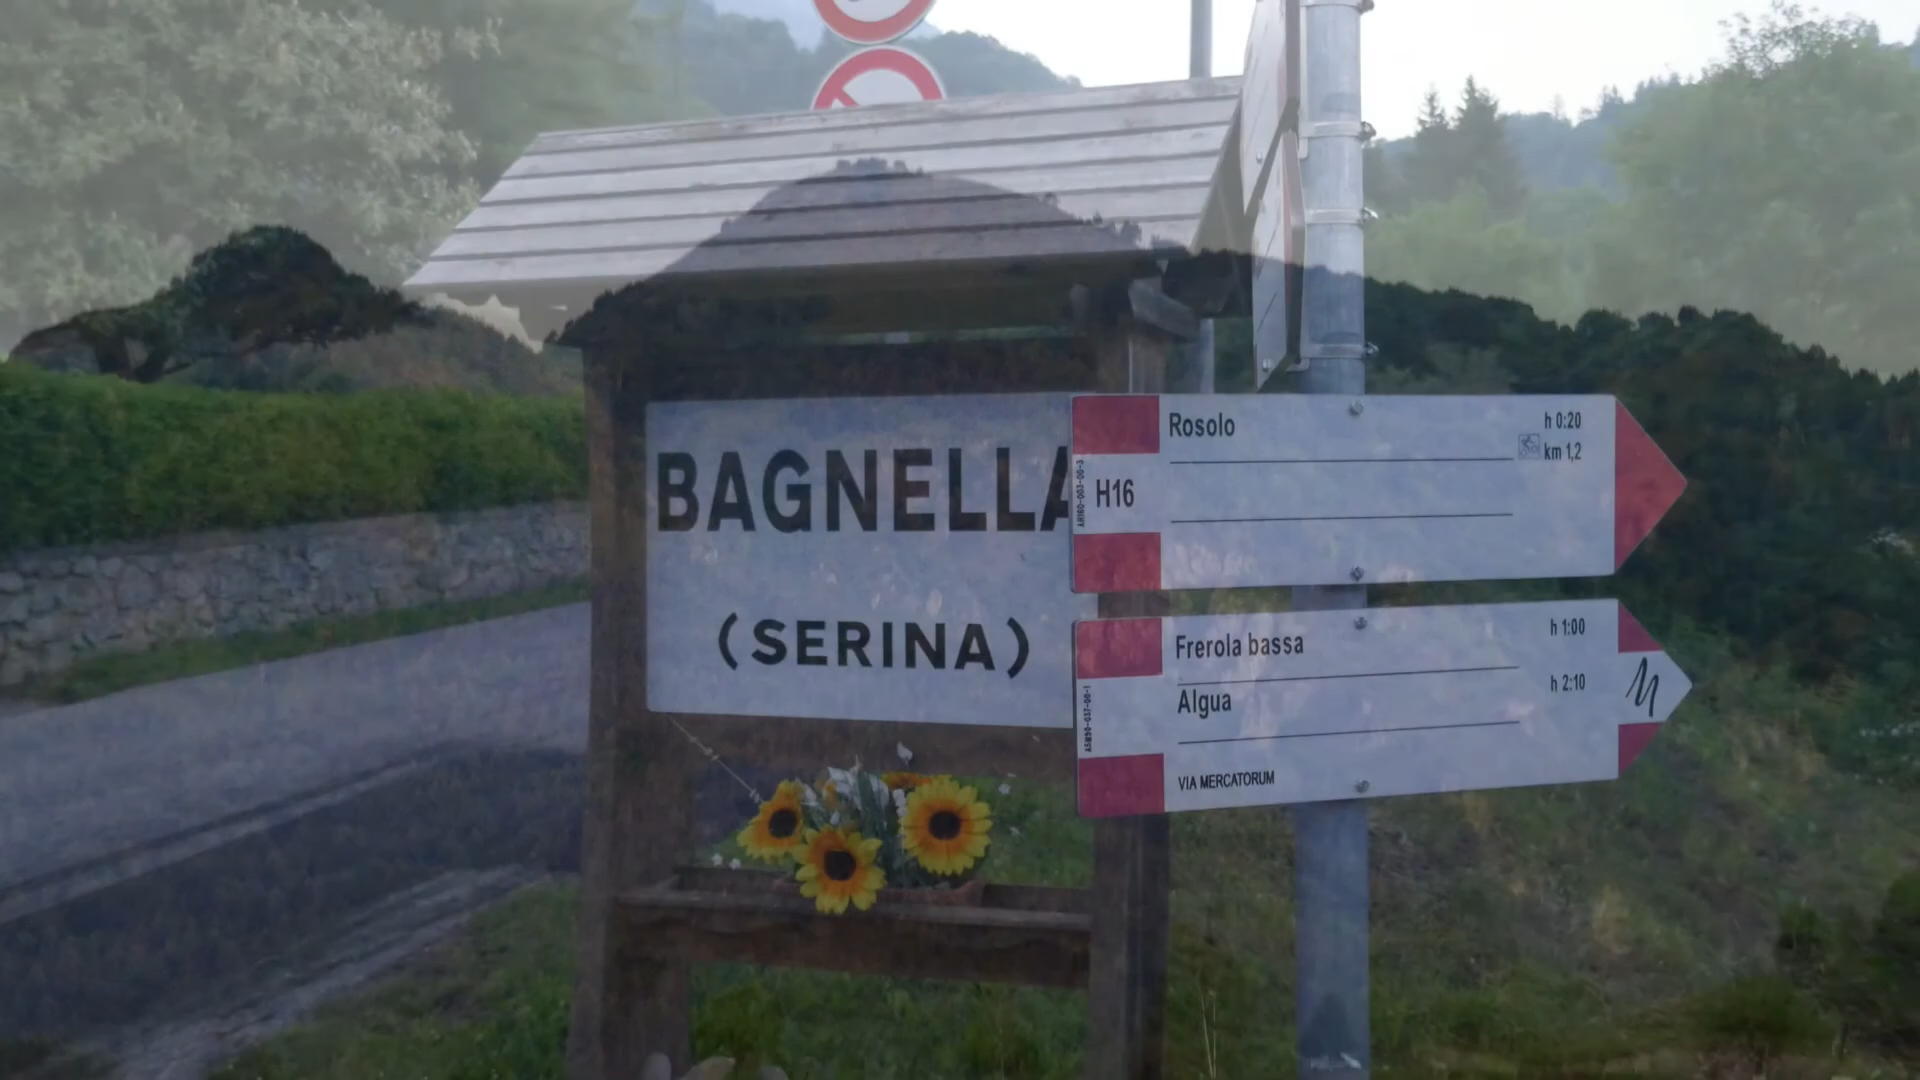 BAGNELLA
(SERINA)
Rosolo
h 0:20
km 1,2
H16
Frerola bassa
h 1:00
Algua
h 2:10
VIA MERCATORUM